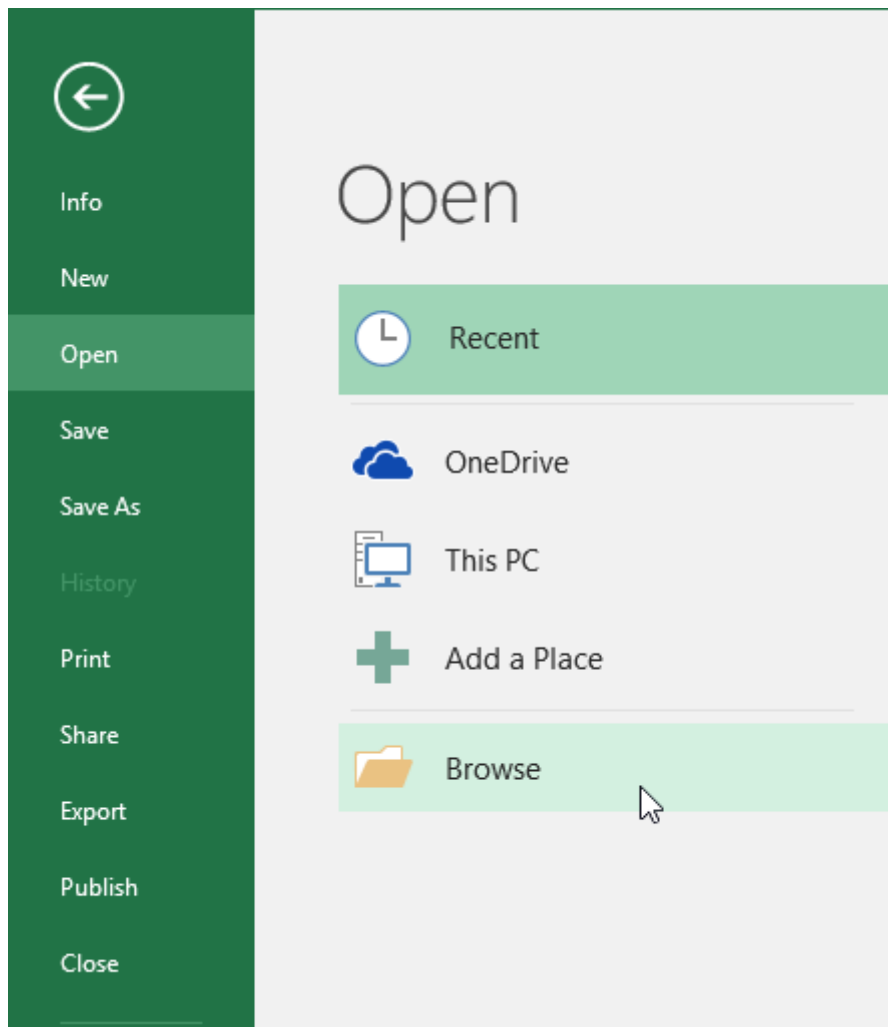 Info
New
Open
Save
Save As
History
Print
Share
Export
Publish
Close
Open
Recent
OneDrive
This PC
Add a Place
Browse